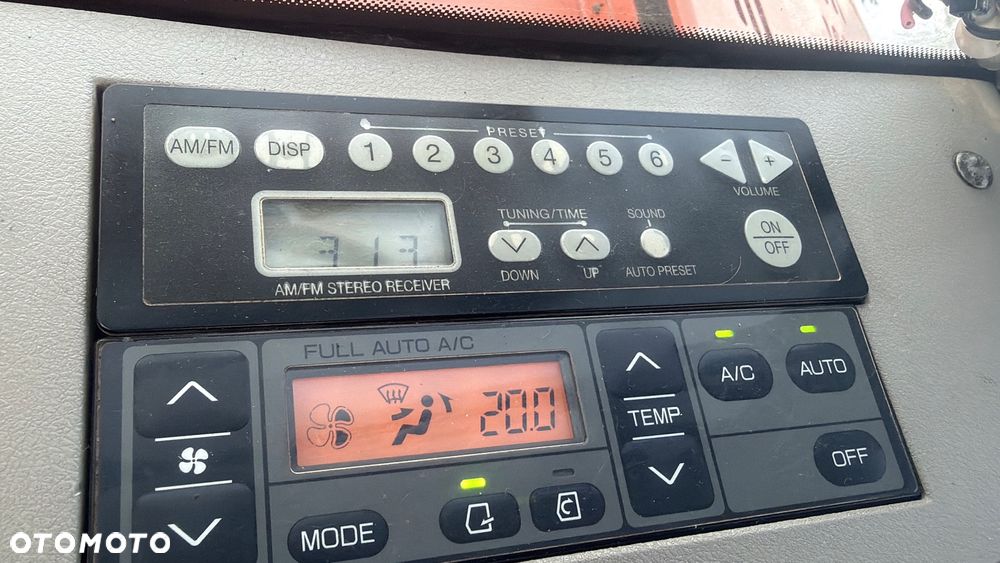 PRESET
AM/FM DISP 1 2 3 4 5 6 − +
VOLUME
TUNING/TIME SOUND
ON
OFF
313
DOWN UP AUTO PRESET
AM/FM STEREO RECEIVER
FULL AUTO A/C
A/C AUTO
20.0
TEMP
OFF
MODE
OTOMOTO